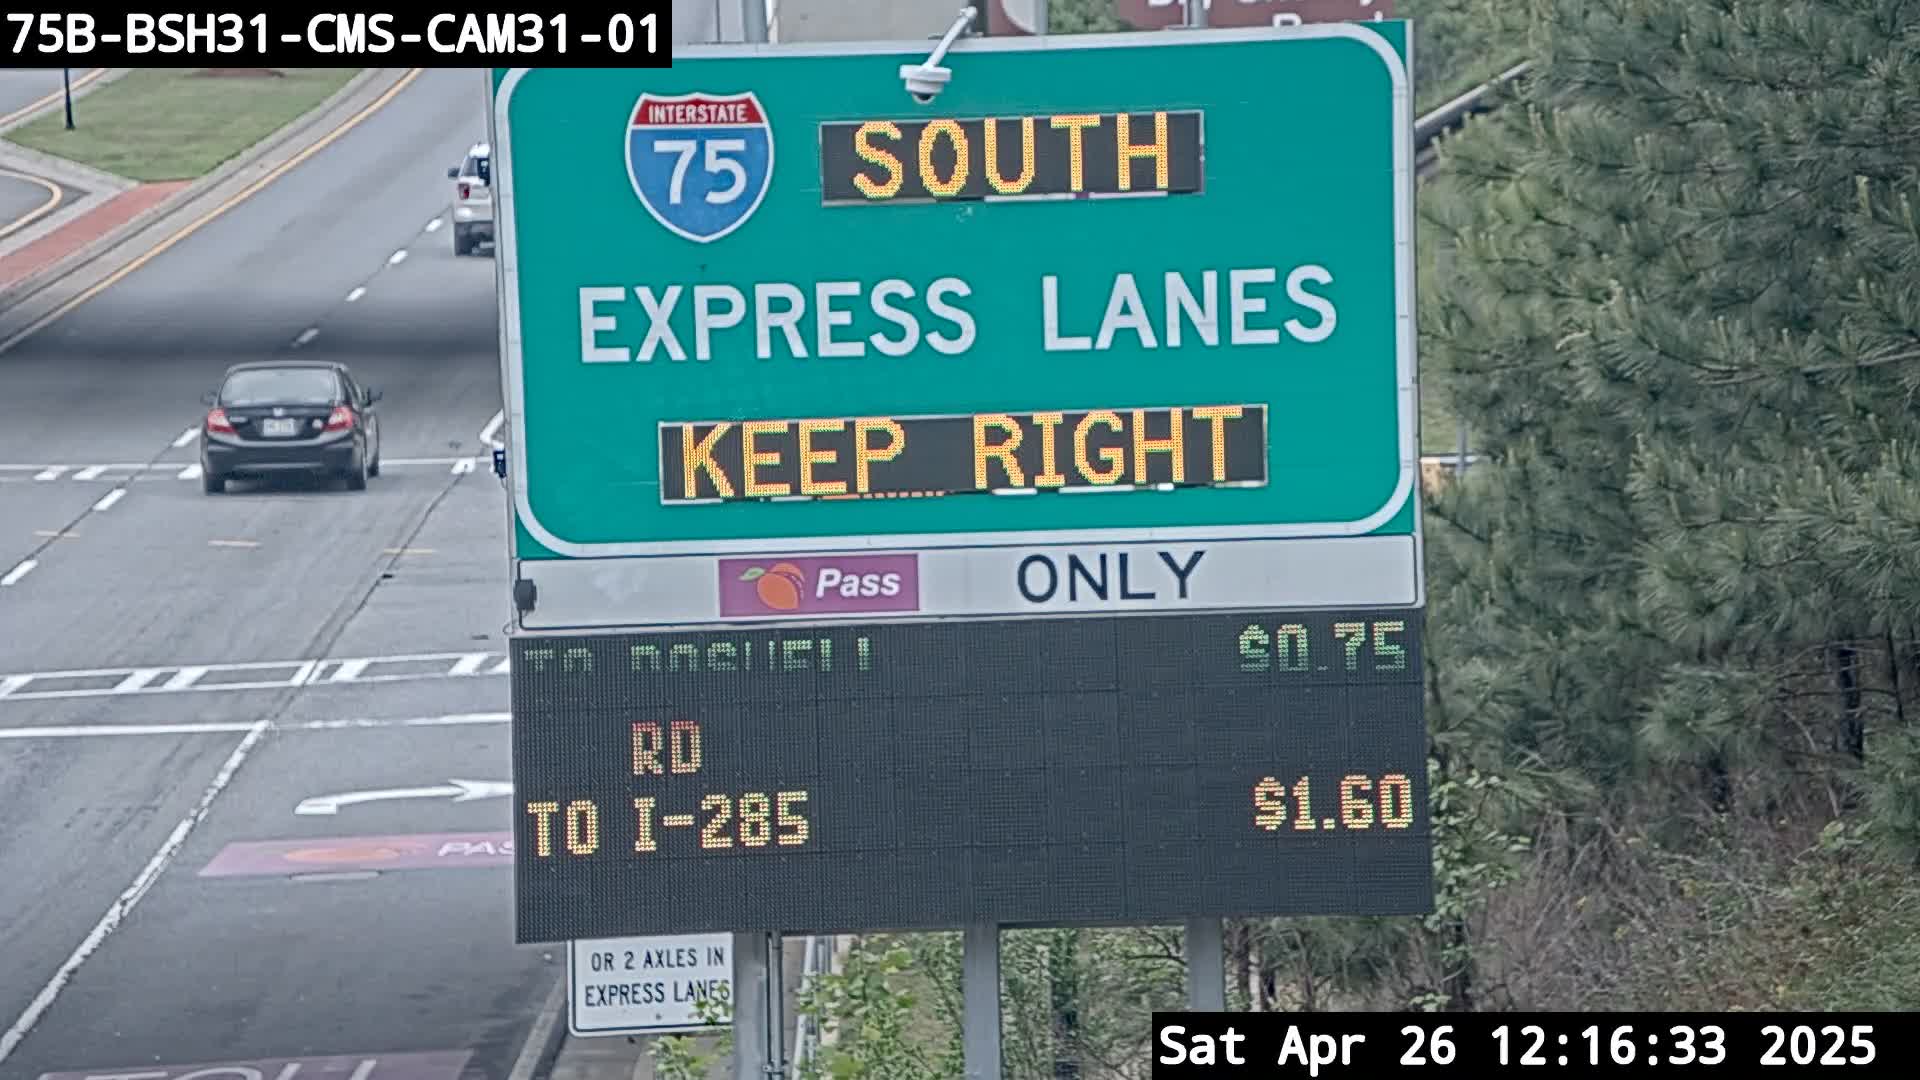 75B-BSH31-CMS-CAM31-01
INTERSTATE
75
SOUTH
EXPRESS LANES
KEEP RIGHT
Pass ONLY
TO $0.75
RD
TO I-285 $1.60
OR 2 AXLES IN
EXPRESS LANES
Sat Apr 26 12:16:33 2025